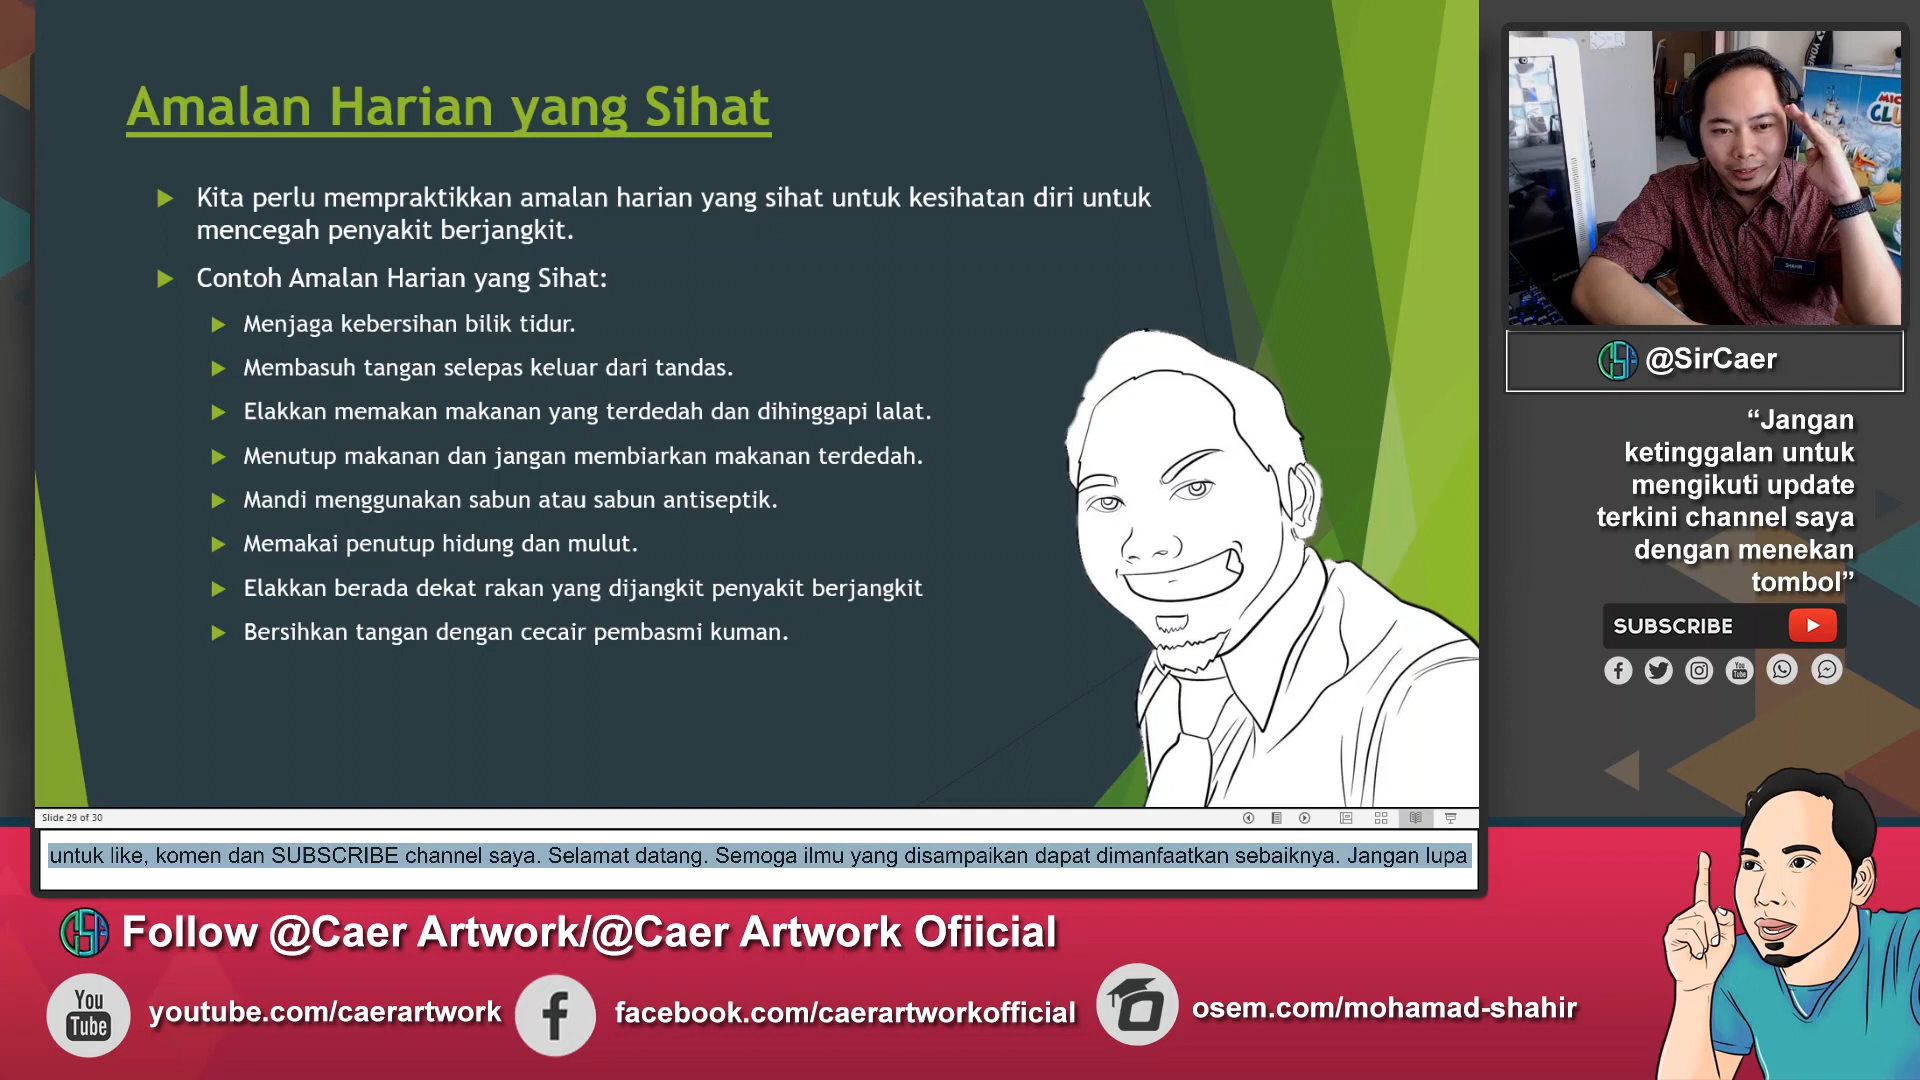 Amalan Harian yang Sihat
Kita perlu mempraktikkan amalan harian yang sihat untuk kesihatan diri untuk
mencegah penyakit berjangkit.
Contoh Amalan Harian yang Sihat:
Menjaga kebersihan bilik tidur.
Membasuh tangan selepas keluar dari tandas.
Elakkan memakan makanan yang terdedah dan dihinggapi lalat.
Menutup makanan dan jangan membiarkan makanan terdedah.
Mandi menggunakan sabun atau sabun antiseptik.
Memakai penutup hidung dan mulut.
Elakkan berada dekat rakan yang dijangkit penyakit berjangkit
Bersihkan tangan dengan cecair pembasmi kuman.
Slide 29 of 30
untuk like, komen dan SUBSCRIBE channel saya. Selamat datang. Semoga ilmu yang disampaikan dapat dimanfaatkan sebaiknya. Jangan lupa
SHAHIR
@SirCaer
“Jangan
ketinggalan untuk
mengikuti update
terkini channel saya
dengan menekan
tombol”
SUBSCRIBE
You
Tube
Follow @Caer Artwork/@Caer Artwork Ofiicial
You
Tube
youtube.com/caerartwork
facebook.com/caerartworkofficial
osem.com/mohamad-shahir